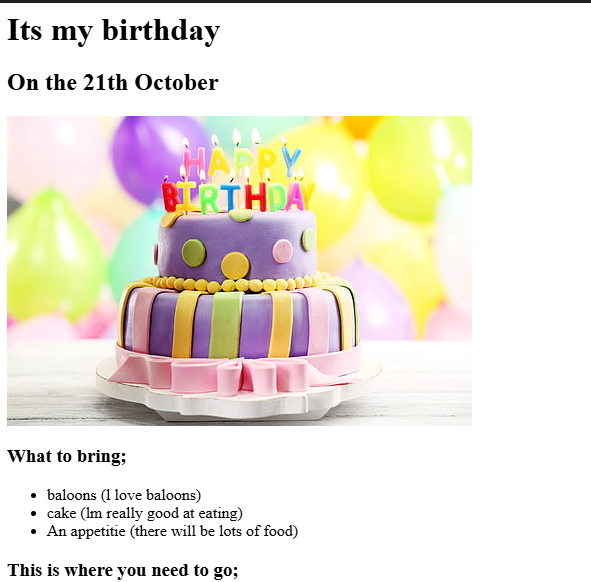 Its my birthday
On the 21th October
HAPPY
BIRTHDAY
What to bring;
baloons (l love baloons)
cake (lm really good at eating)
An appetitie (there will be lots of food)
This is where you need to go;